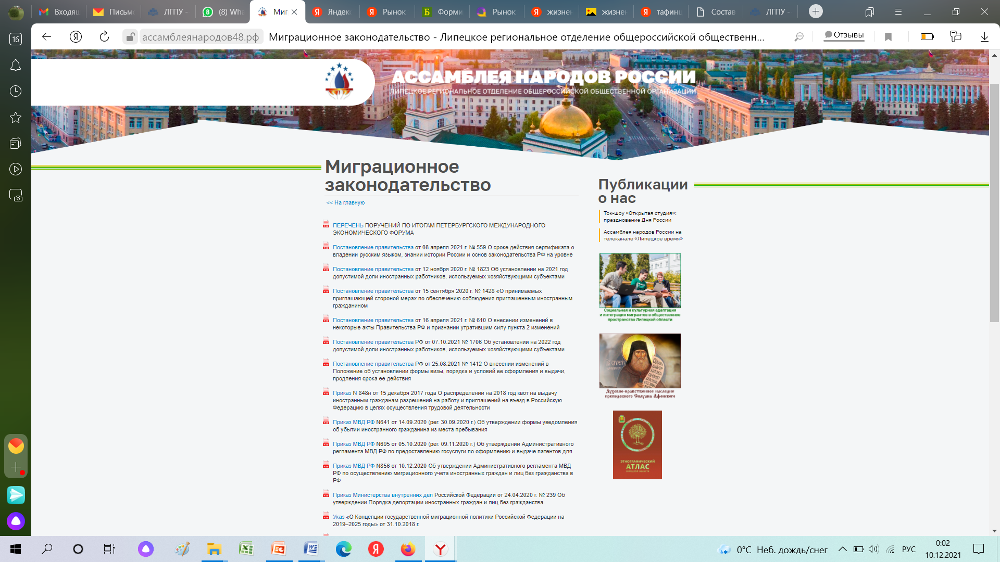 Входящ
Письмо
ЛГПУ -
(8) Wha
Миг
Яндекс
Рынок
Форми
Рынок
жизнен
жизнен
тафинц
Состав
ЛГПУ -
16
ассамблеянародов48.рф
Миграционное законодательство - Липецкое региональное отделение общероссийской общественн...
Отзывы
АССАМБЛЕЯ НАРОДОВ РОССИИ
ЛИПЕЦКОЕ РЕГИОНАЛЬНОЕ ОТДЕЛЕНИЕ ОБЩЕРОССИЙСКОЙ ОБЩЕСТВЕННОЙ ОРГАНИЗАЦИИ
Миграционное
законодательство
<< На главную
ПЕРЕЧЕНЬ ПОРУЧЕНИЙ ПО ИТОГАМ ПЕТЕРБУРГСКОГО МЕЖДУНАРОДНОГО
ЭКОНОМИЧЕСКОГО ФОРУМА
Постановление правительства от 08 апреля 2021 г. № 559 О сроке действия сертификата о
владении русским языком, знании истории России и основ законодательства РФ на уровне
Постановление правительства от 12 ноября 2020 г. № 1823 Об установлении на 2021 год
допустимой доли иностранных работников, используемых хозяйствующими субъектами
Постановление правительства от 15 сентября 2020 г. № 1428 «О принимаемых
приглашающей стороной мерах по обеспечению соблюдения приглашенным иностранным
гражданином
Постановление правительства от 16 апреля 2021 г. № 610 О внесении изменений в
некоторые акты Правительства РФ и признании утратившим силу пункта 2 изменений
Постановление правительства РФ от 07.10.2021 № 1706 Об установлении на 2022 год
допустимой доли иностранных работников, используемых хозяйствующими субъектами
Постановление правительства РФ от 25.08.2021 № 1412 О внесении изменений в
Положение об установлении формы визы, порядка и условий ее оформления и выдачи,
продления срока ее действия
Приказ N 848н от 15 декабря 2017 года О распределении на 2018 год квот на выдачу
иностранным гражданам разрешений на работу и приглашений на въезд в Российскую
Федерацию в целях осуществления трудовой деятельности
Приказ МВД РФ N641 от 14.09.2020 (рег. 30.09.2020 г.) Об утверждении формы уведомления
об убытии иностранного гражданина из места пребывания
Приказ МВД РФ N695 от 05.10.2020 (рег. 09.11.2020 г.) Об утверждении Административного
регламента МВД РФ по предоставлению госуслуги по оформлению и выдаче патентов для
Приказ МВД РФ N856 от 10.12.2020 Об утверждении Административного регламента МВД
РФ по осуществлению миграционного учета иностранных граждан и лиц без гражданства в
РФ
Приказ Министерства внутренних дел Российской Федерации от 24.04.2020 г. № 239 Об
утверждении Порядка депортации иностранных граждан и лиц без гражданства
Указ «О Концепции государственной миграционной политики Российской Федерации на
2019–2025 годы» от 31.10.2018 г.
Публикации
о нас
Ток-шоу «Открытая студия»:
празднование Дня России
Ассамблея народов России на
телеканале «Липецкое время»
Социальная и культурная адаптация
и интеграция мигрантов в общественное
пространство Липецкой области
Духовно-нравственное наследие
преподобного Силуана Афонского
ЭТНОГРАФИЧЕСКИЙ
АТЛАС
ЛИПЕЦКОЙ ОБЛАСТИ
0°C Неб. дождь/снег
РУС
0:02
10.12.2021